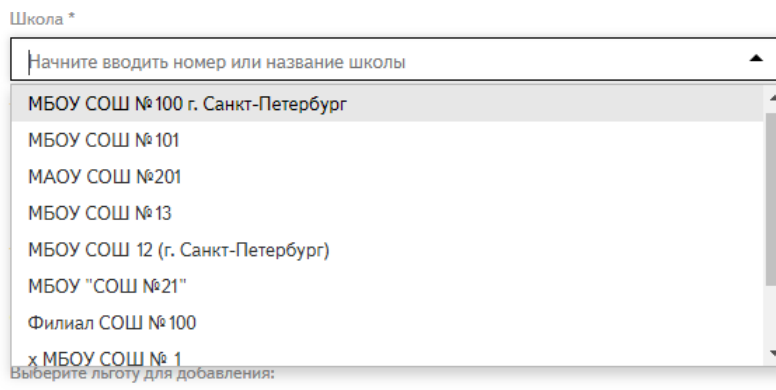 Школа *
Начните вводить номер или название школы
МБОУ СОШ №100 г. Санкт-Петербург
МБОУ СОШ №101
МАОУ СОШ №201
МБОУ СОШ №13
МБОУ СОШ 12 (г. Санкт-Петербург)
МБОУ "СОШ №21"
Филиал СОШ №100
х МБОУ СОШ № 1
Выберите льготу для добавления: